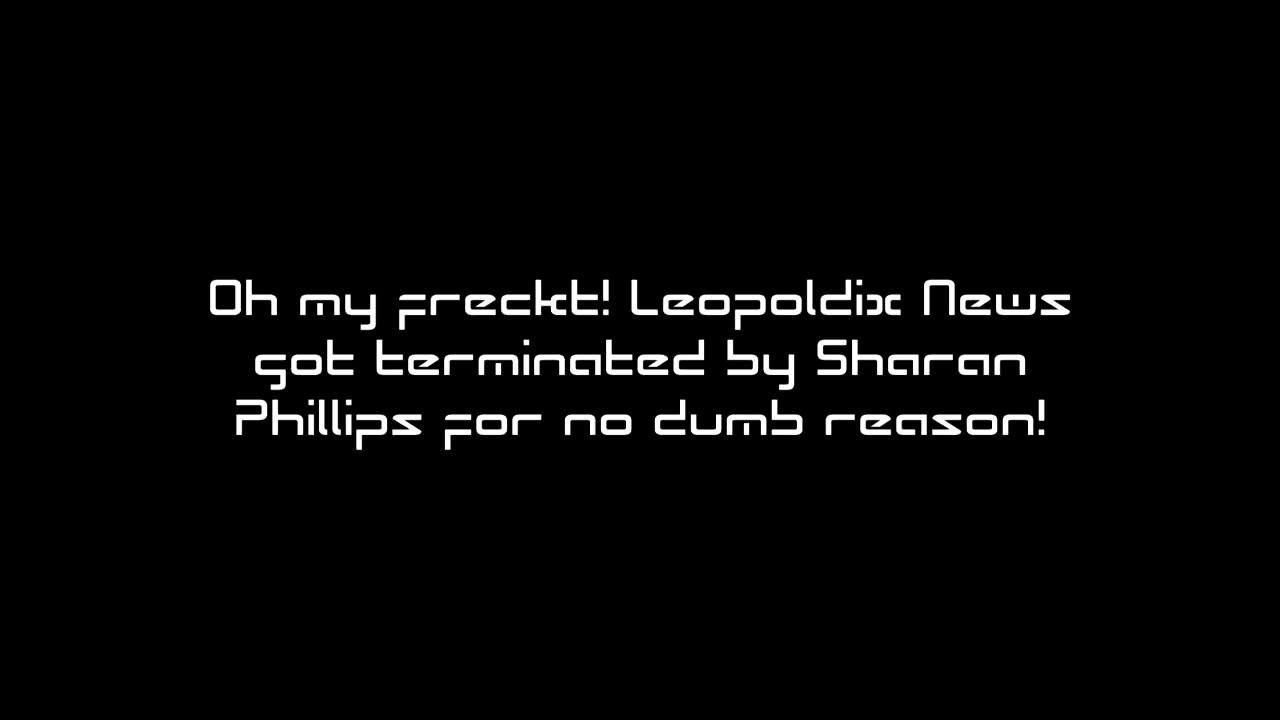 Oh my freckt! Leopoldix News
got terminated by Sharan
Phillips for no dumb reason!